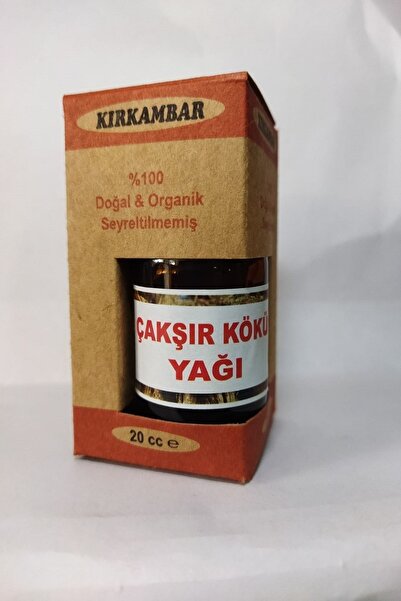 KIRKAMBAR
%100
Doğal & Organik
Seyreltilmemiş
ÇAKŞIR KÖKÜ
YAĞI
20 cc e